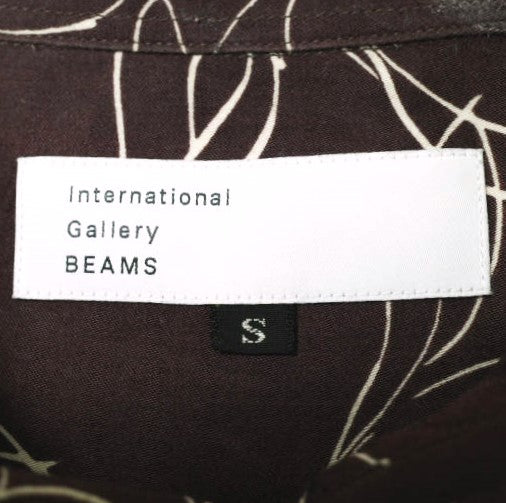 International
Gallery
BEAMS
S